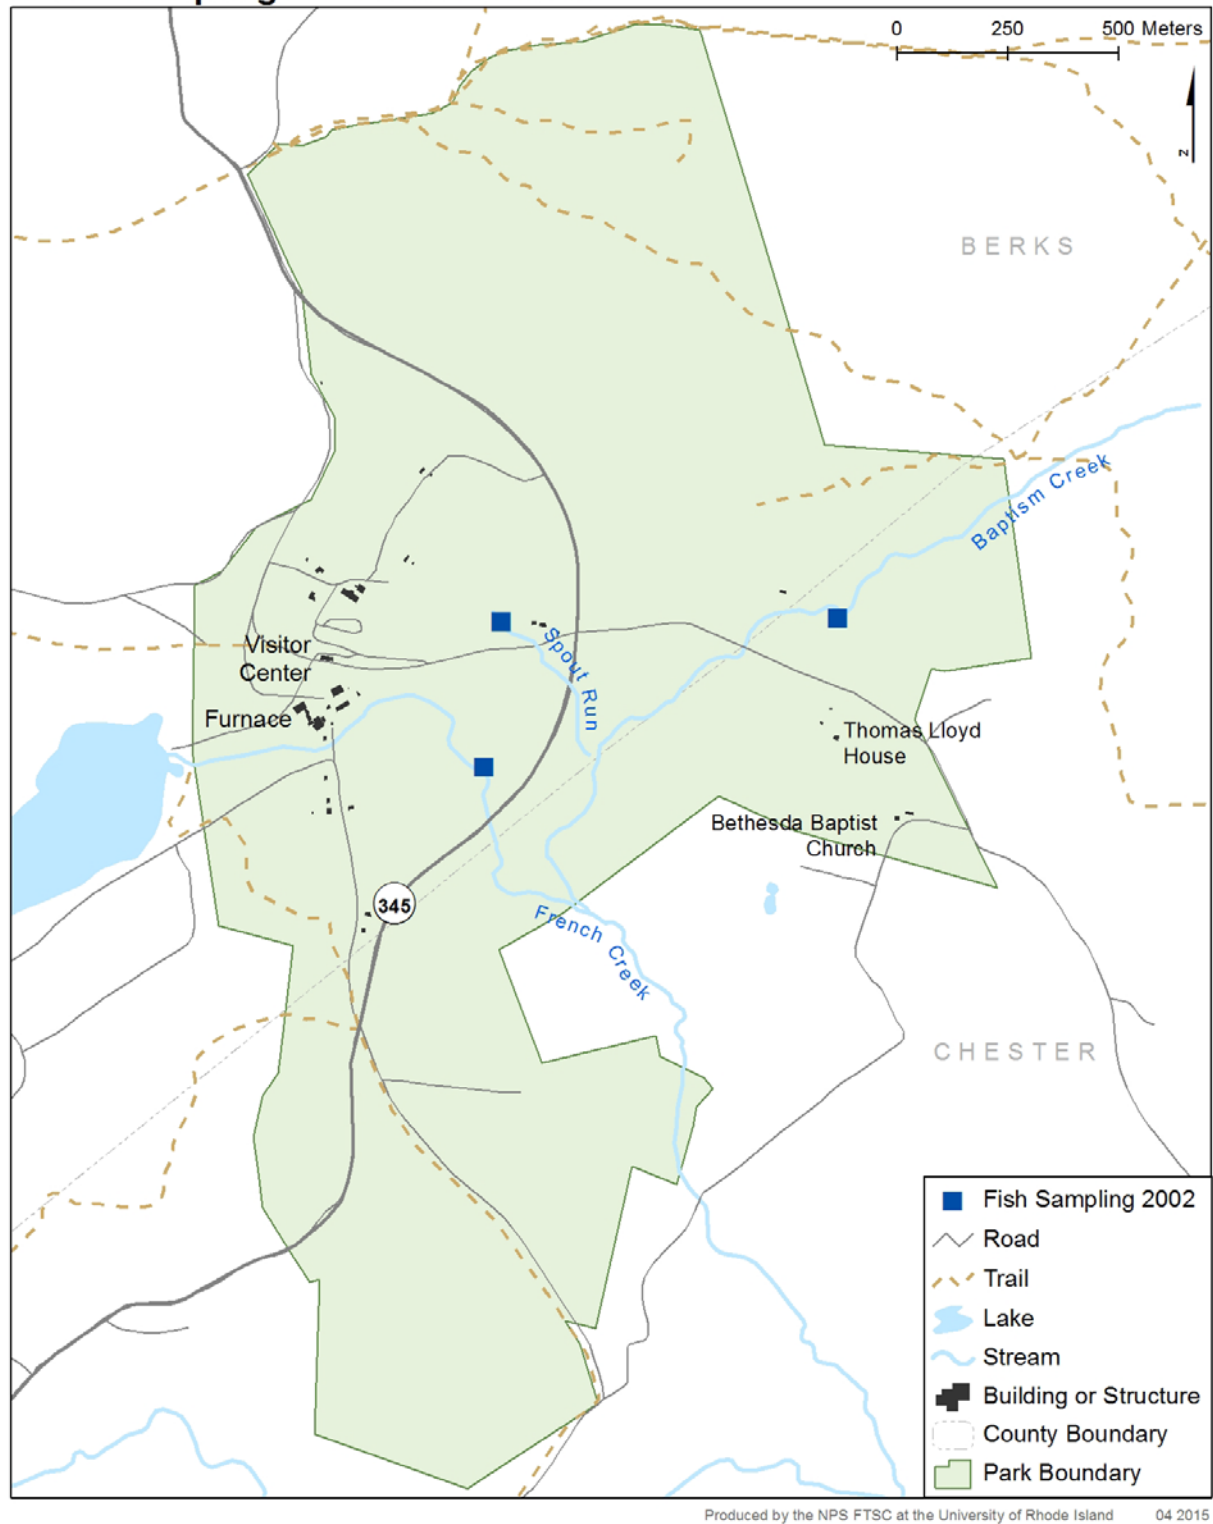 0 250 500 Meters
N
BERKS
Baptism Creek
Visitor
Center
Spout Run
Furnace
Thomas Lloyd
House
Bethesda Baptist
Church
345
French Creek
CHESTER
Fish Sampling 2002
Road
Trail
Lake
Stream
Building or Structure
County Boundary
Park Boundary
Produced by the NPS FTSC at the University of Rhode Island 04 2015